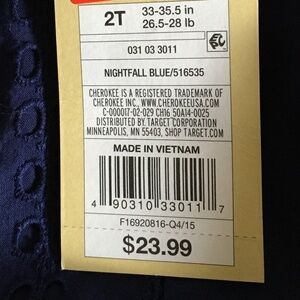 2T
33-35.5 in
26.5-28 lb
031 03 3011
NIGHTFALL BLUE/516535
CHEROKEE IS A REGISTERED TRADEMARK OF
CHEROKEE INC. WWW.CHEROKEEUSA.COM
C-000017-02-029 CH16 50A14-0025
DISTRIBUTED BY TARGET CORPORATION
MINNEAPOLIS, MN 55403, SHOP TARGET.COM
MADE IN VIETNAM
4 90310 33011 7
F16920816-Q4/15
$23.99